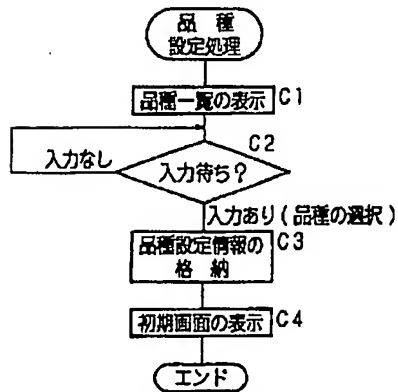 品 種
設定処理
品種一覧の表示 C1
C2
入力なし
入力待ち?
入力あり(品種の選択)
品種設定情報の C3
格 納
初期画面の表示 C4
エンド